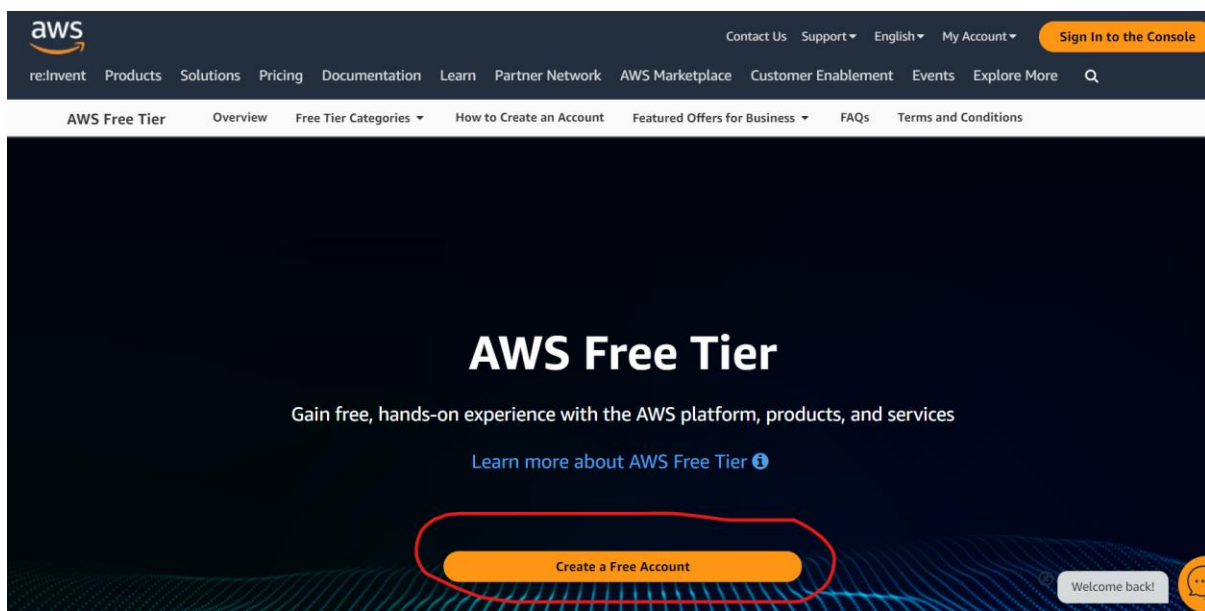 aws
Contact Us Support English My Account Sign In to the Console
re:Invent Products Solutions Pricing Documentation Learn Partner Network AWS Marketplace Customer Enablement Events Explore More
AWS Free Tier Overview Free Tier Categories How to Create an Account Featured Offers for Business FAQs Terms and Conditions
AWS Free Tier
Gain free, hands-on experience with the AWS platform, products, and services
Learn more about AWS Free Tier
Create a Free Account
Welcome back!